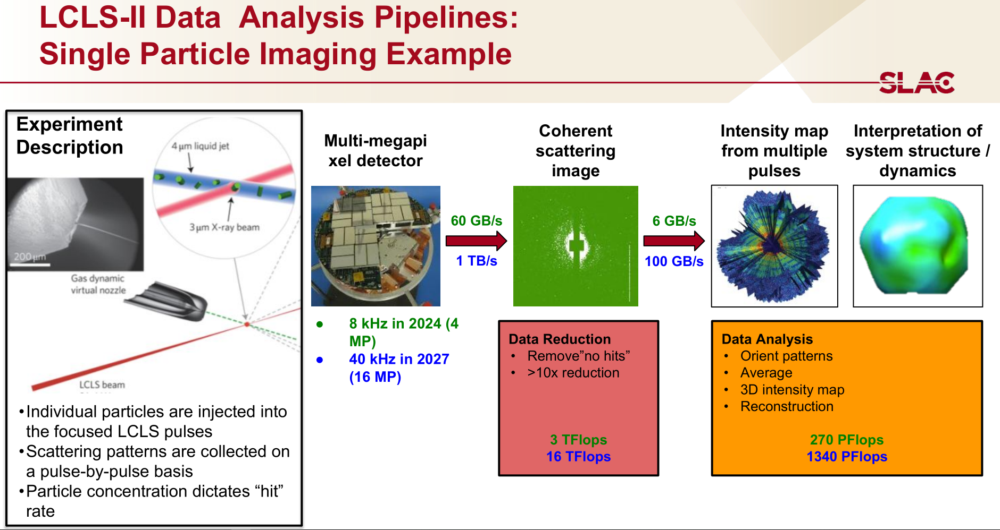 LCLS-II Data  Analysis Pipelines:
Single Particle Imaging Example
SLAC
Experiment
Description
4 µm liquid jet
3 µm X-ray beam
200 µm
Gas dynamic
virtual nozzle
LCLS beam
•Individual particles are injected into
the focused LCLS pulses
•Scattering patterns are collected on
a pulse-by-pulse basis
•Particle concentration dictates “hit”
rate
Multi-megapi
xel detector
● 8 kHz in 2024 (4
MP)
● 40 kHz in 2027
(16 MP)
60 GB/s
1 TB/s
Coherent
scattering
image
Data Reduction
• Remove”no hits”
• >10x reduction
3 TFlops
16 TFlops
6 GB/s
100 GB/s
Intensity map
from multiple
pulses
Interpretation of
system structure /
dynamics
Data Analysis
• Orient patterns
• Average
• 3D intensity map
• Reconstruction
270 PFlops
1340 PFlops